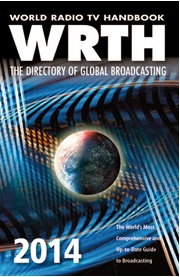 WORLD RADIO TV HANDBOOK
WRTH
THE DIRECTORY OF GLOBAL BROADCASTING
The World's Most
Comprehensive and
Up-to-Date Guide
to Broadcasting
2014